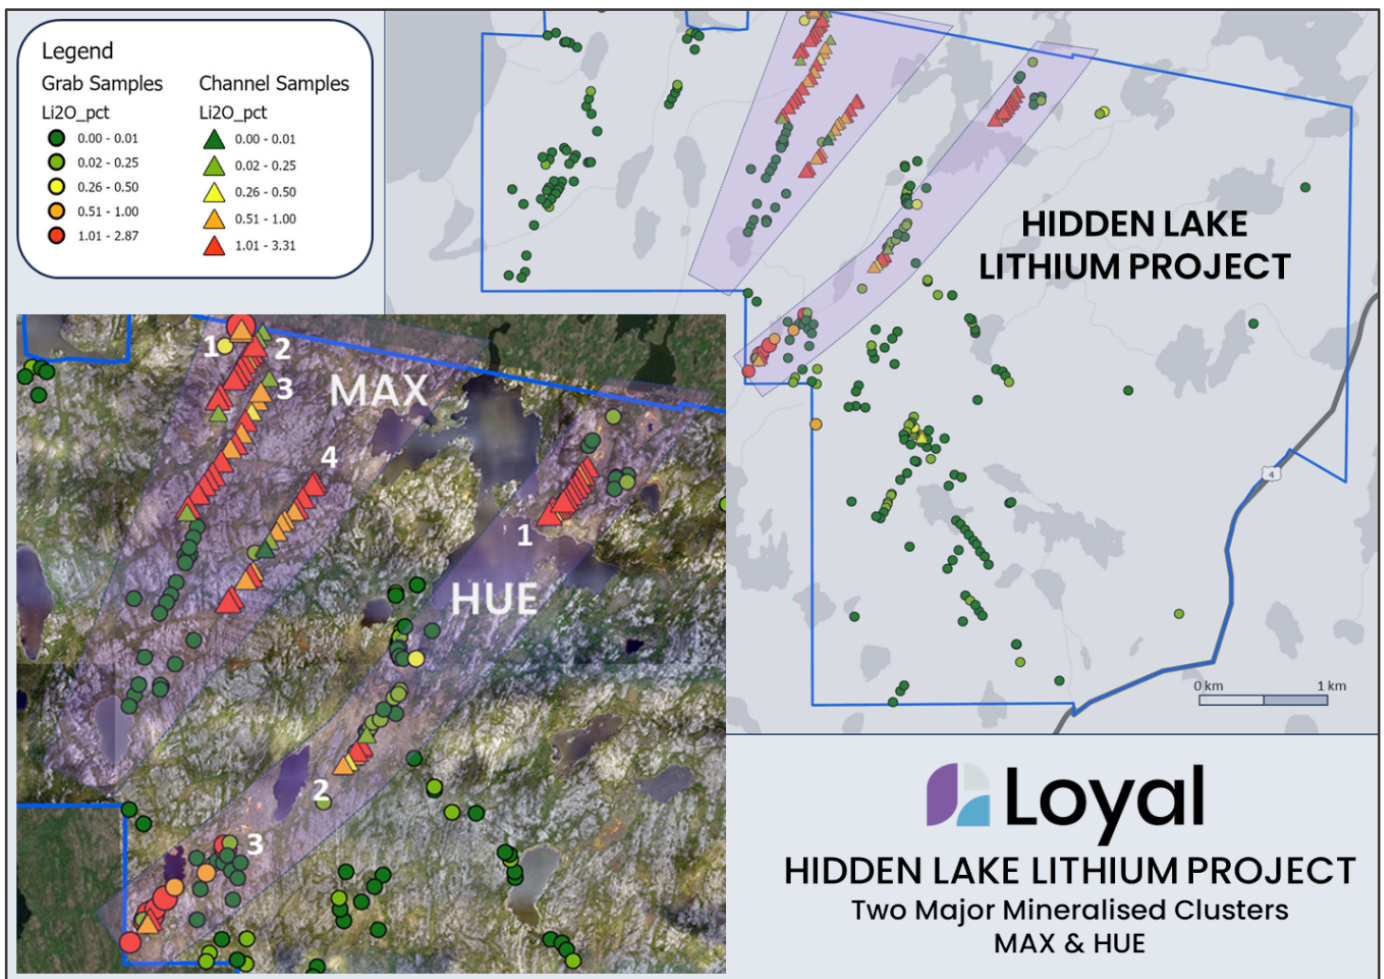 Legend
Grab Samples
Channel Samples
Li2O_pct
Li2O_pct
0.00 - 0.01
0.00 - 0.01
0.02 - 0.25
0.02 - 0.25
0.26 - 0.50
0.26 - 0.50
0.51 - 1.00
0.51 - 1.00
1.01 - 2.87
1.01 - 3.31
HIDDEN LAKE
LITHIUM PROJECT
1
2
3
MAX
4
1
HUE
2
3
4
0 km
1 km
Loyal
HIDDEN LAKE LITHIUM PROJECT
Two Major Mineralised Clusters
MAX & HUE